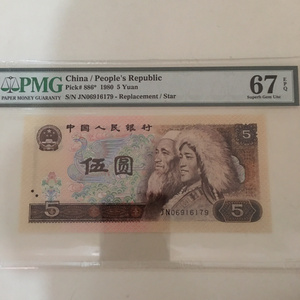 PMG
PAPER MONEY GUARANTY
China / People's Republic
Pick# 886* 1980 5 Yuan
S/N JN06916179 - Replacement / Star
67 EPQ
Superb Gem Unc
中国人民银行
5
伍圆
JN06916179
5
5